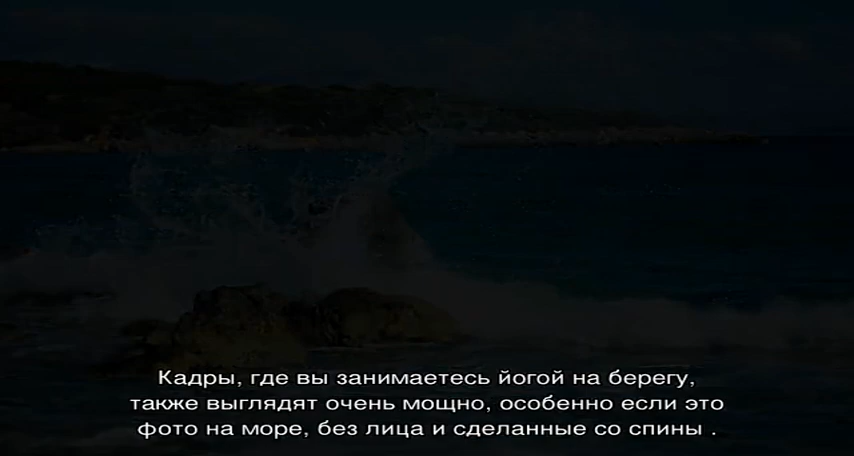 Кадры, где вы занимаетесь йогой на берегу,
также выглядят очень мощно, особенно если это
фото на море, без лица и сделанные со спины .